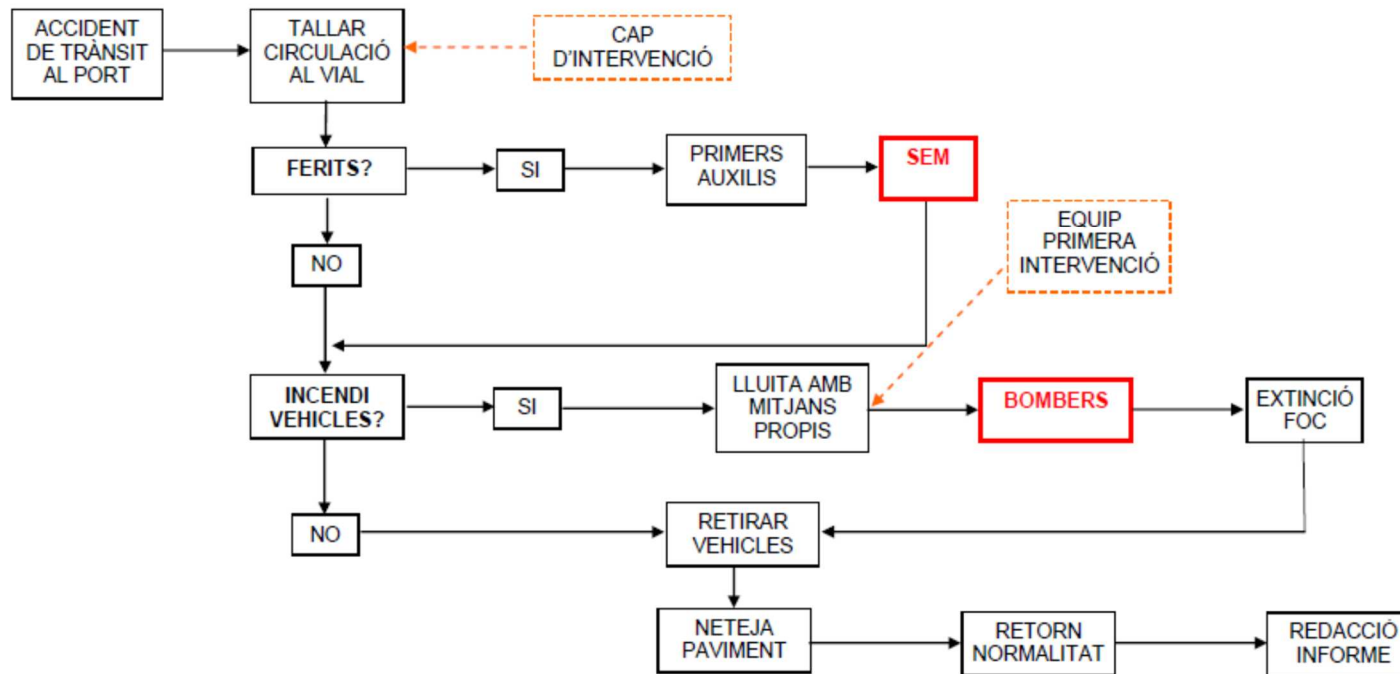 ACCIDENT
DE TRÀNSIT
AL PORT
TALLAR
CIRCULACIÓ
AL VIAL
CAP
D'INTERVENCIÓ
FERITS?
SI
PRIMERS
AUXILIS
SEM
EQUIP
PRIMERA
INTERVENCIÓ
NO
INCENDI
VEHICLES?
SI
LLUITA AMB
MITJANS
PROPIS
BOMBERS
EXTINCIÓ
FOC
NO
RETIRAR
VEHICLES
NETEJA
PAVIMENT
RETORN
NORMALITAT
REDACCIÓ
INFORME